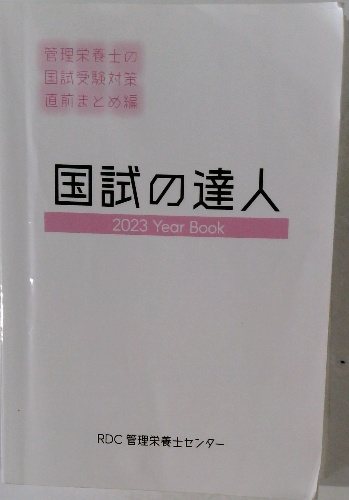 管理栄養士の
国試受験対策
直前まとめ編
国試の達人
2023 Year Book
RDC 管理栄養士センター